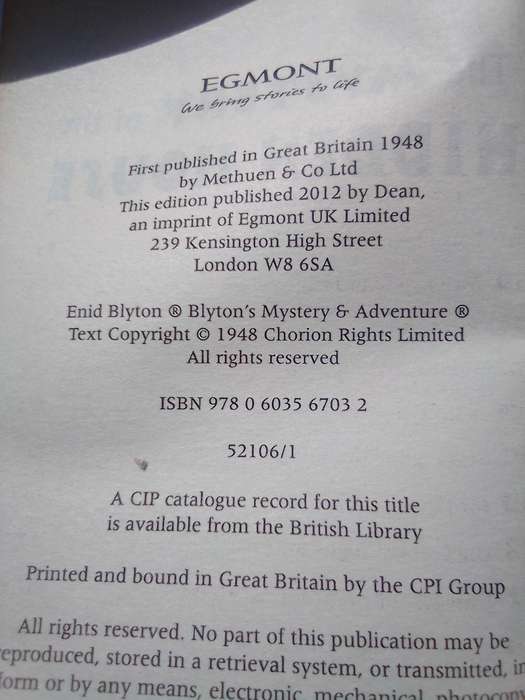 EGMONT
We bring stories to life
First published in Great Britain 1948
by Methuen & Co Ltd
This edition published 2012 by Dean,
an imprint of Egmont UK Limited
239 Kensington High Street
London W8 6SA
Enid Blyton ® Blyton's Mystery & Adventure ®
Text Copyright © 1948 Chorion Rights Limited
All rights reserved
ISBN 978 0 6035 6703 2
52106/1
A CIP catalogue record for this title
is available from the British Library
Printed and bound in Great Britain by the CPI Group
All rights reserved. No part of this publication may be
reproduced, stored in a retrieval system, or transmitted, in
form or by any means, electronic, mechanical, photocop